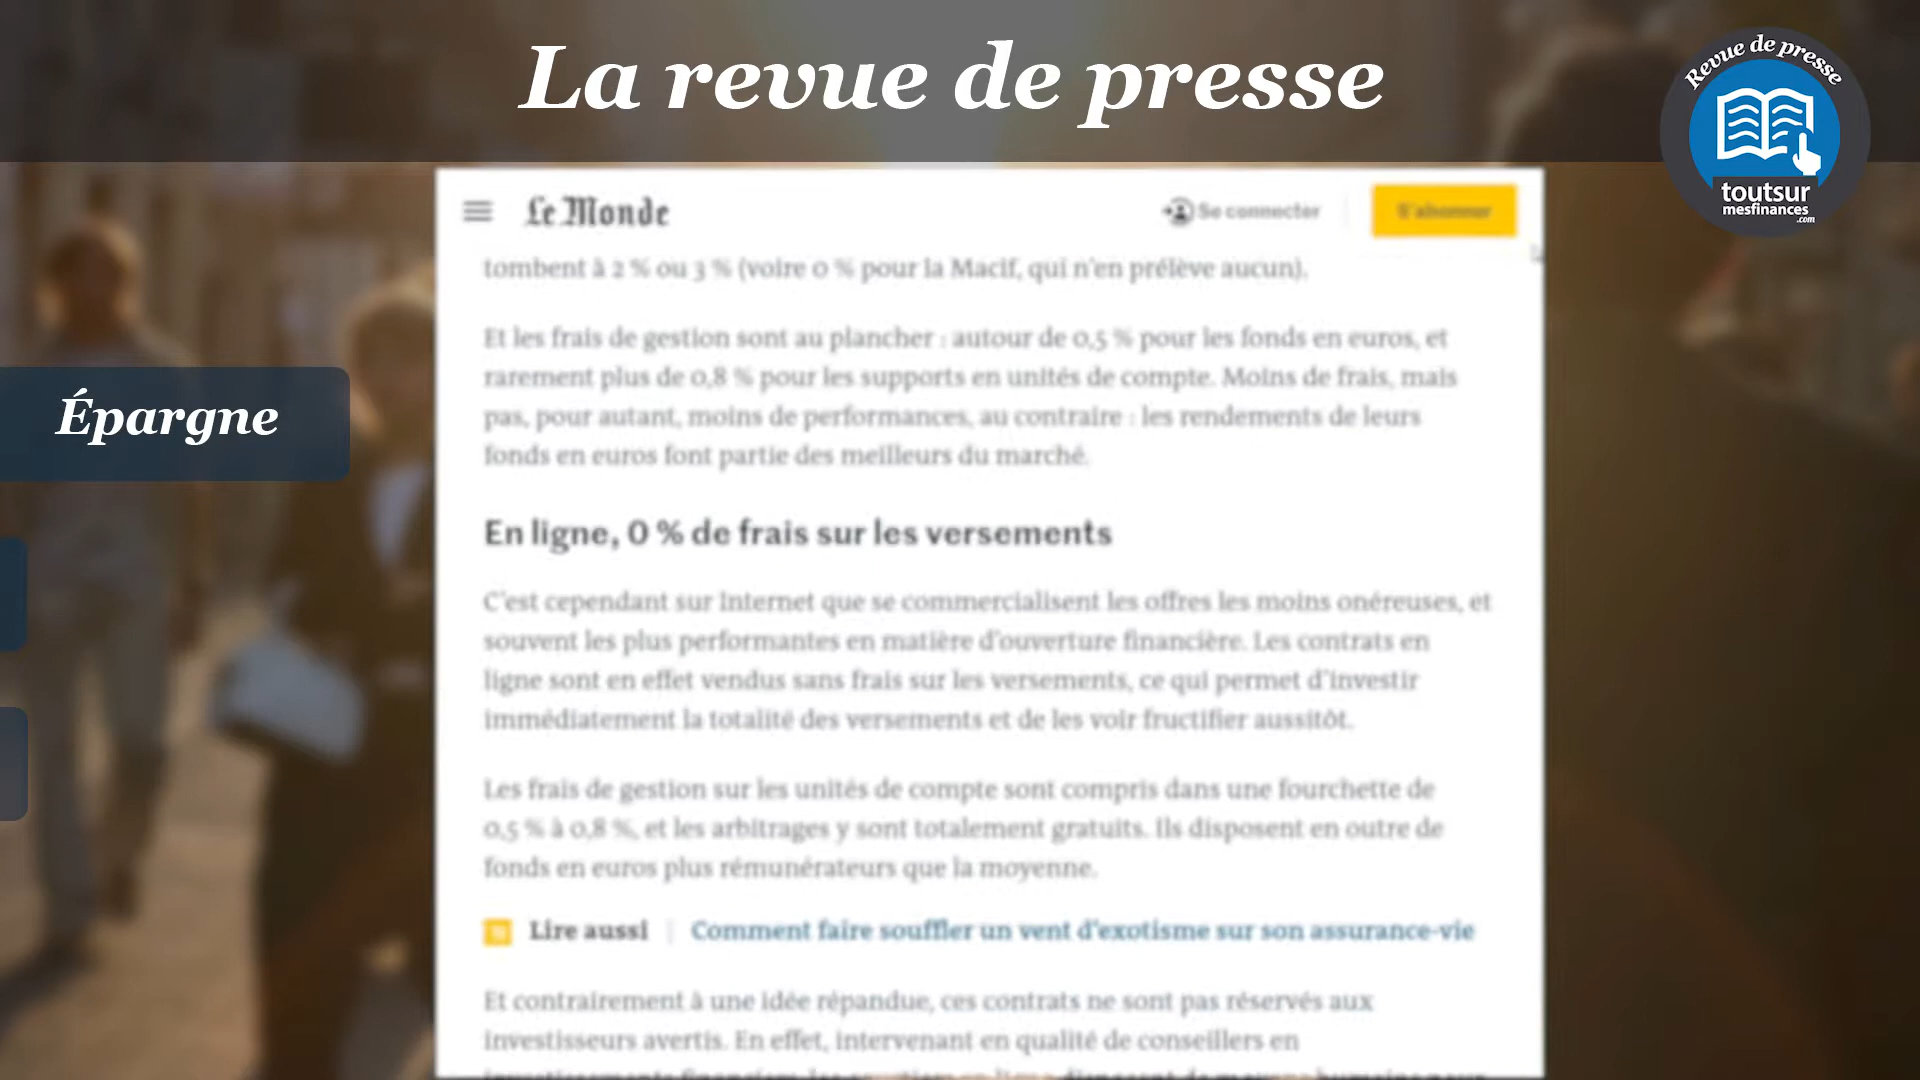 La revue de presse
Revue de presse
toutsur
mesfinances
.com
Épargne
Le Monde
Se connecter
S'abonner
tombent à 2 % ou 3 % (voire 0 % pour la Macif, qui n'en prélève aucun).
Et les frais de gestion sont au plancher : autour de 0,5 % pour les fonds en euros, et
rarement plus de 0,8 % pour les supports en unités de compte. Moins de frais, mais
pas, pour autant, moins de performances, au contraire : les rendements de leurs
fonds en euros font partie des meilleurs du marché.
En ligne, 0 % de frais sur les versements
C'est cependant sur Internet que se commercialisent les offres les moins onéreuses, et
souvent les plus performantes en matière d'ouverture financière. Les contrats en
ligne sont en effet vendus sans frais sur les versements, ce qui permet d'investir
immédiatement la totalité des versements et de les voir fructifier aussitôt.
Les frais de gestion sur les unités de compte sont compris dans une fourchette de
0,5 % à 0,8 %, et les arbitrages y sont totalement gratuits. Ils disposent en outre de
fonds en euros plus rémunérateurs que la moyenne.
Lire aussi | Comment faire souffler un vent d'exotisme sur son assurance-vie
Et contrairement à une idée répandue, ces contrats ne sont pas réservés aux
investisseurs avertis. En effet, intervenant en qualité de conseillers en